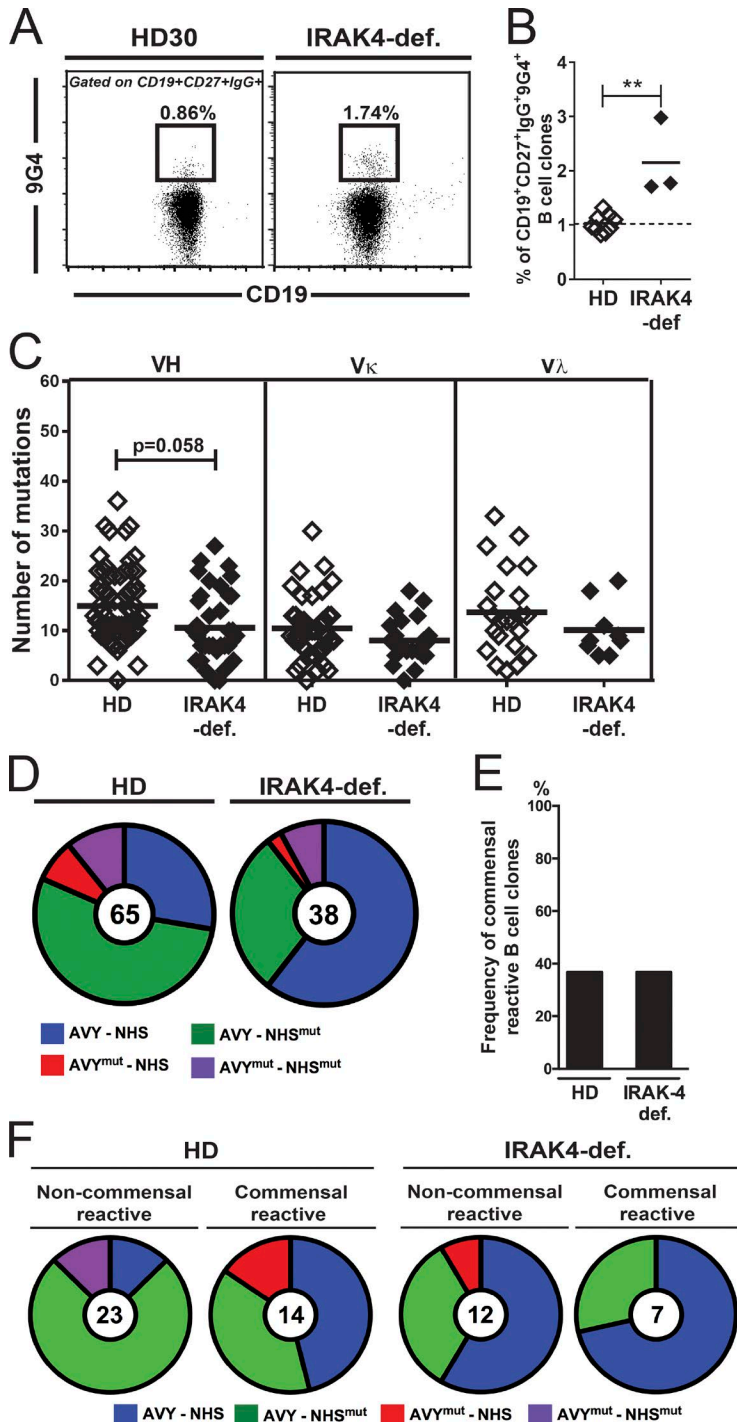 A
HD30
IRAK4-def.
Gated on CD19+CD27+IgG+
0.86%
1.74%
9G4
CD19
B
% of CD19+CD27+IgG+9G4+
B cell clones
4
3
2
1
0
**
HD
IRAK4
-def
C
VH
Vκ
Vλ
Number of mutations
60
50
40
30
20
10
0
p=0.058
HD
IRAK4
-def.
HD
IRAK4
-def.
HD
IRAK4
-def.
D
HD
IRAK4-def.
65
38
AVY - NHS
AVY - NHSmut
AVYmut - NHS
AVYmut - NHSmut
E
%
Frequency of commensal
reactive B cell clones
100
80
60
40
20
0
HD
IRAK-4
def.
F
HD
IRAK4-def.
Non-commensal
reactive
Commensal
reactive
Non-commensal
reactive
Commensal
reactive
23
14
12
7
AVY - NHS
AVY - NHSmut
AVYmut - NHS
AVYmut - NHSmut